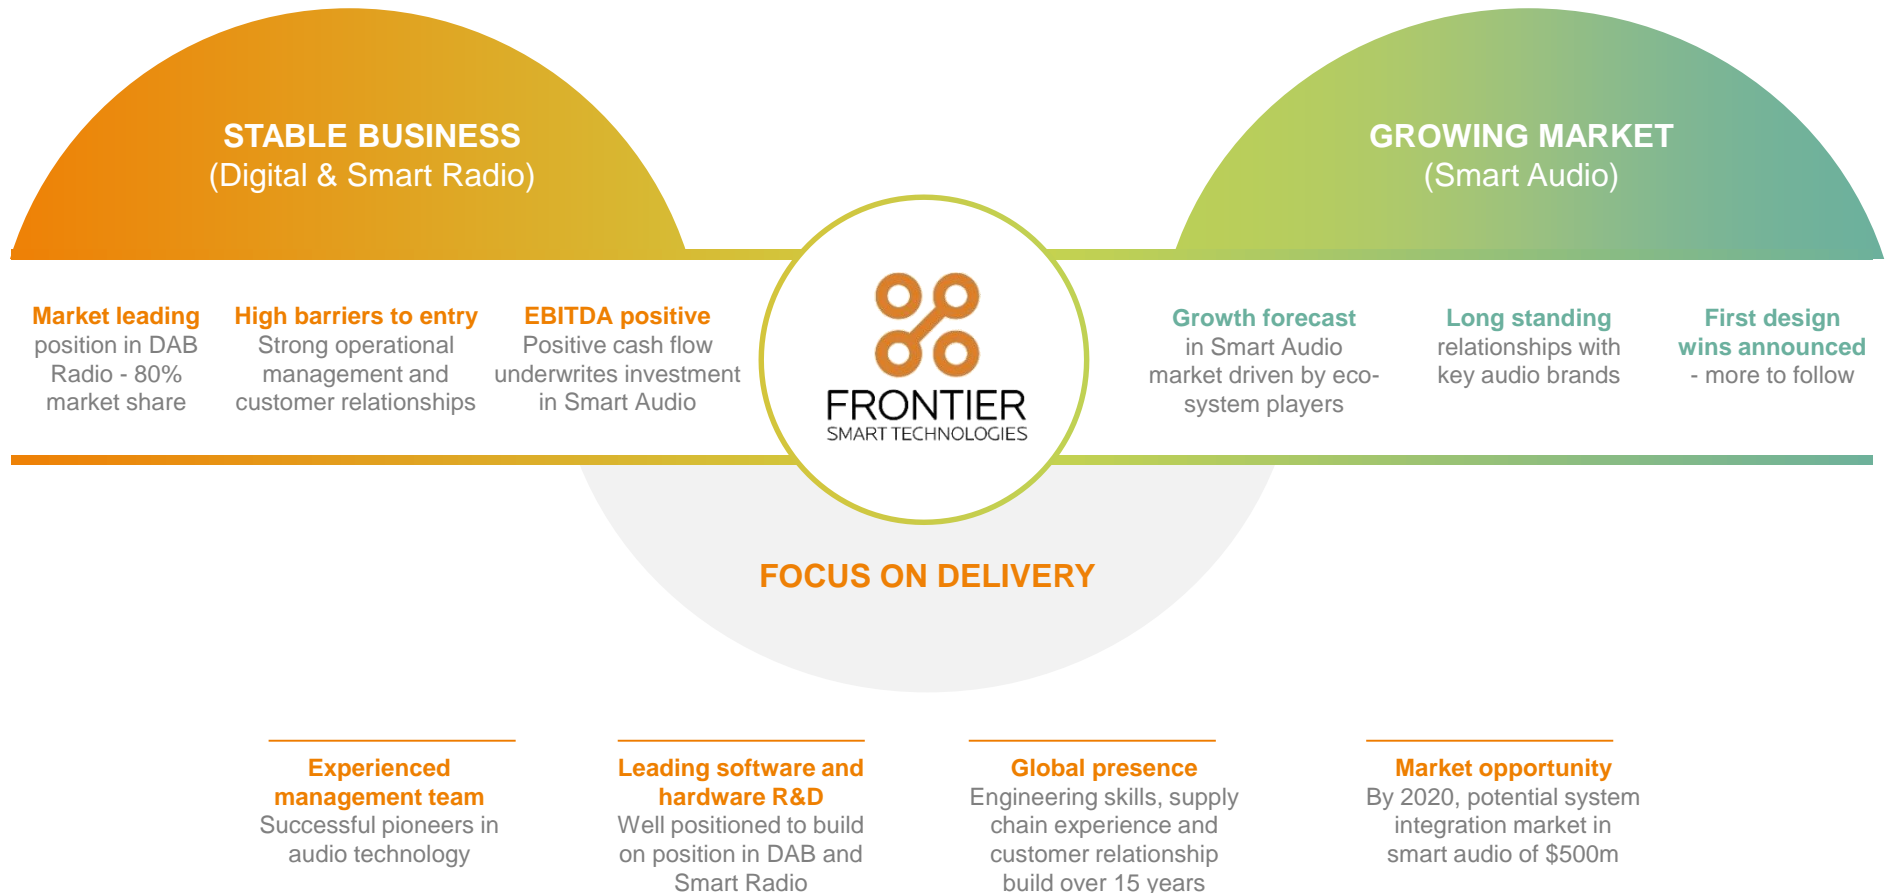 STABLE BUSINESS
(Digital & Smart Radio)
GROWING MARKET
(Smart Audio)
Market leading
position in DAB
Radio - 80%
market share
High barriers to entry
Strong operational
management and
customer relationships
EBITDA positive
Positive cash flow
underwrites investment
in Smart Audio
FRONTIER
SMART TECHNOLOGIES
Growth forecast
in Smart Audio
market driven by eco-
system players
Long standing
relationships with
key audio brands
First design
wins announced
- more to follow
FOCUS ON DELIVERY
Experienced
management team
Successful pioneers in
audio technology
Leading software and
hardware R&D
Well positioned to build
on position in DAB and
Smart Radio
Global presence
Engineering skills, supply
chain experience and
customer relationship
build over 15 years
Market opportunity
By 2020, potential system
integration market in
smart audio of $500m